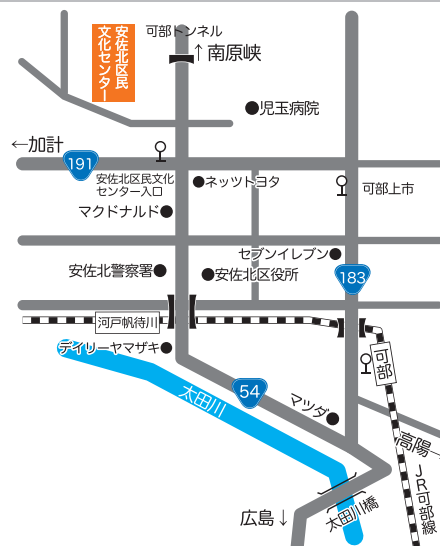 安佐北区民
文化センター
可部トンネル
↑南原峡
児玉病院
←加計
191
安佐北区民文化
センター入口
ネッツトヨタ
可部上市
マクドナルド
セブンイレブン
安佐北警察署
安佐北区役所
183
河戸帆待川
デイリーヤマザキ
可部
54
太田川
マツダ
高陽→
JR可部線
太田川橋
広島↓